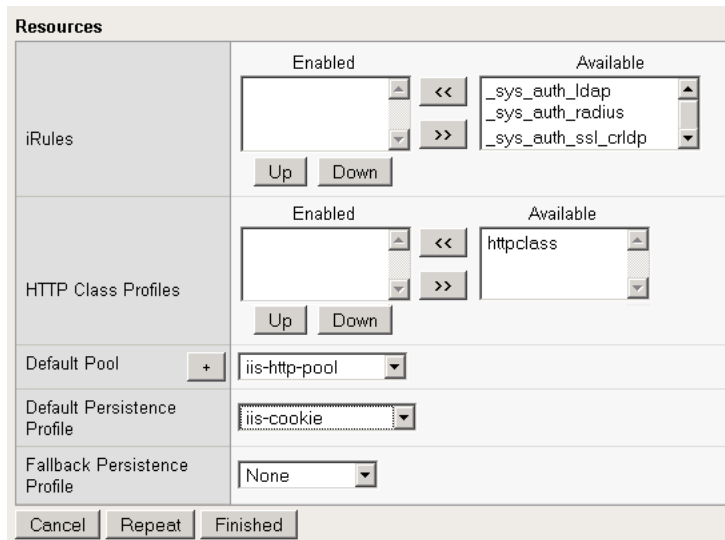 Resources
Enabled
Available
iRules
<<
>>
_sys_auth_ldap
_sys_auth_radius
_sys_auth_ssl_crldp
Up
Down
Enabled
Available
HTTP Class Profiles
<<
>>
httpclass
Up
Down
Default Pool
+
iis-http-pool
Default Persistence
Profile
iis-cookie
Fallback Persistence
Profile
None
Cancel
Repeat
Finished